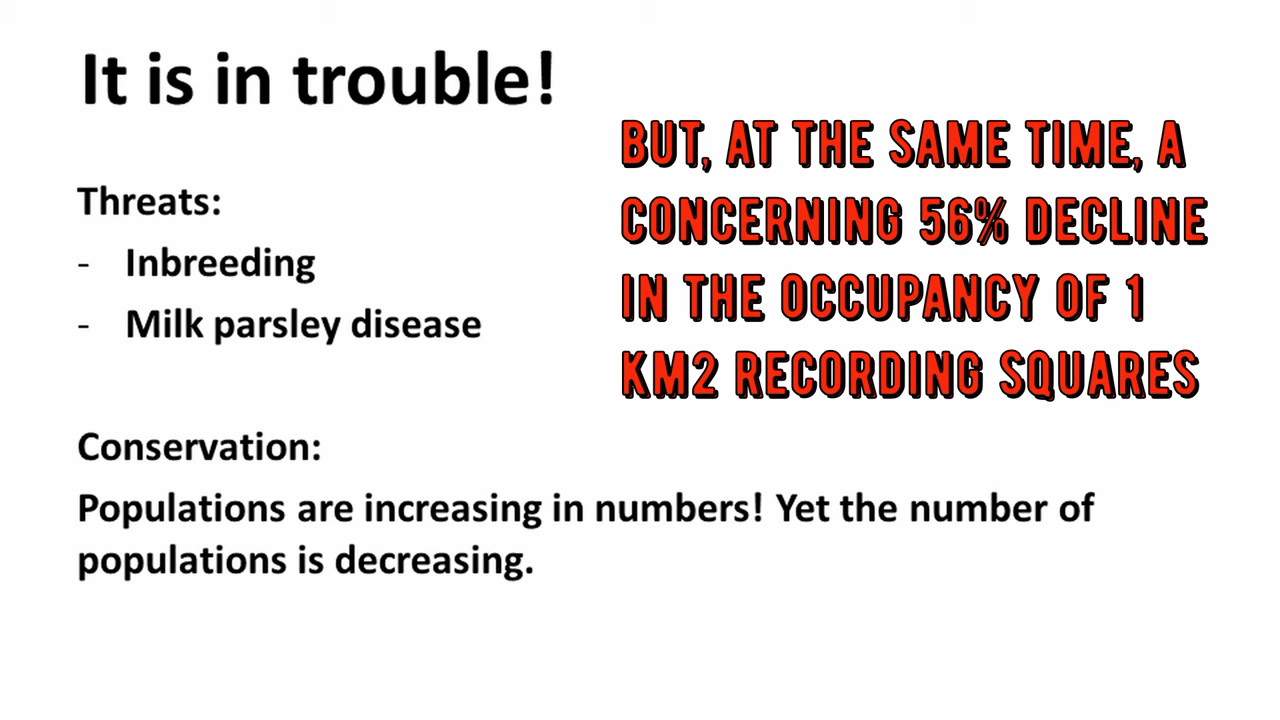 It is in trouble!
BUT, AT THE SAME TIME, A
CONCERNING 56% DECLINE
IN THE OCCUPANCY OF 1
KM2 RECORDING SQUARES
Threats:
- Inbreeding
- Milk parsley disease
Conservation:
Populations are increasing in numbers! Yet the number of
populations is decreasing.